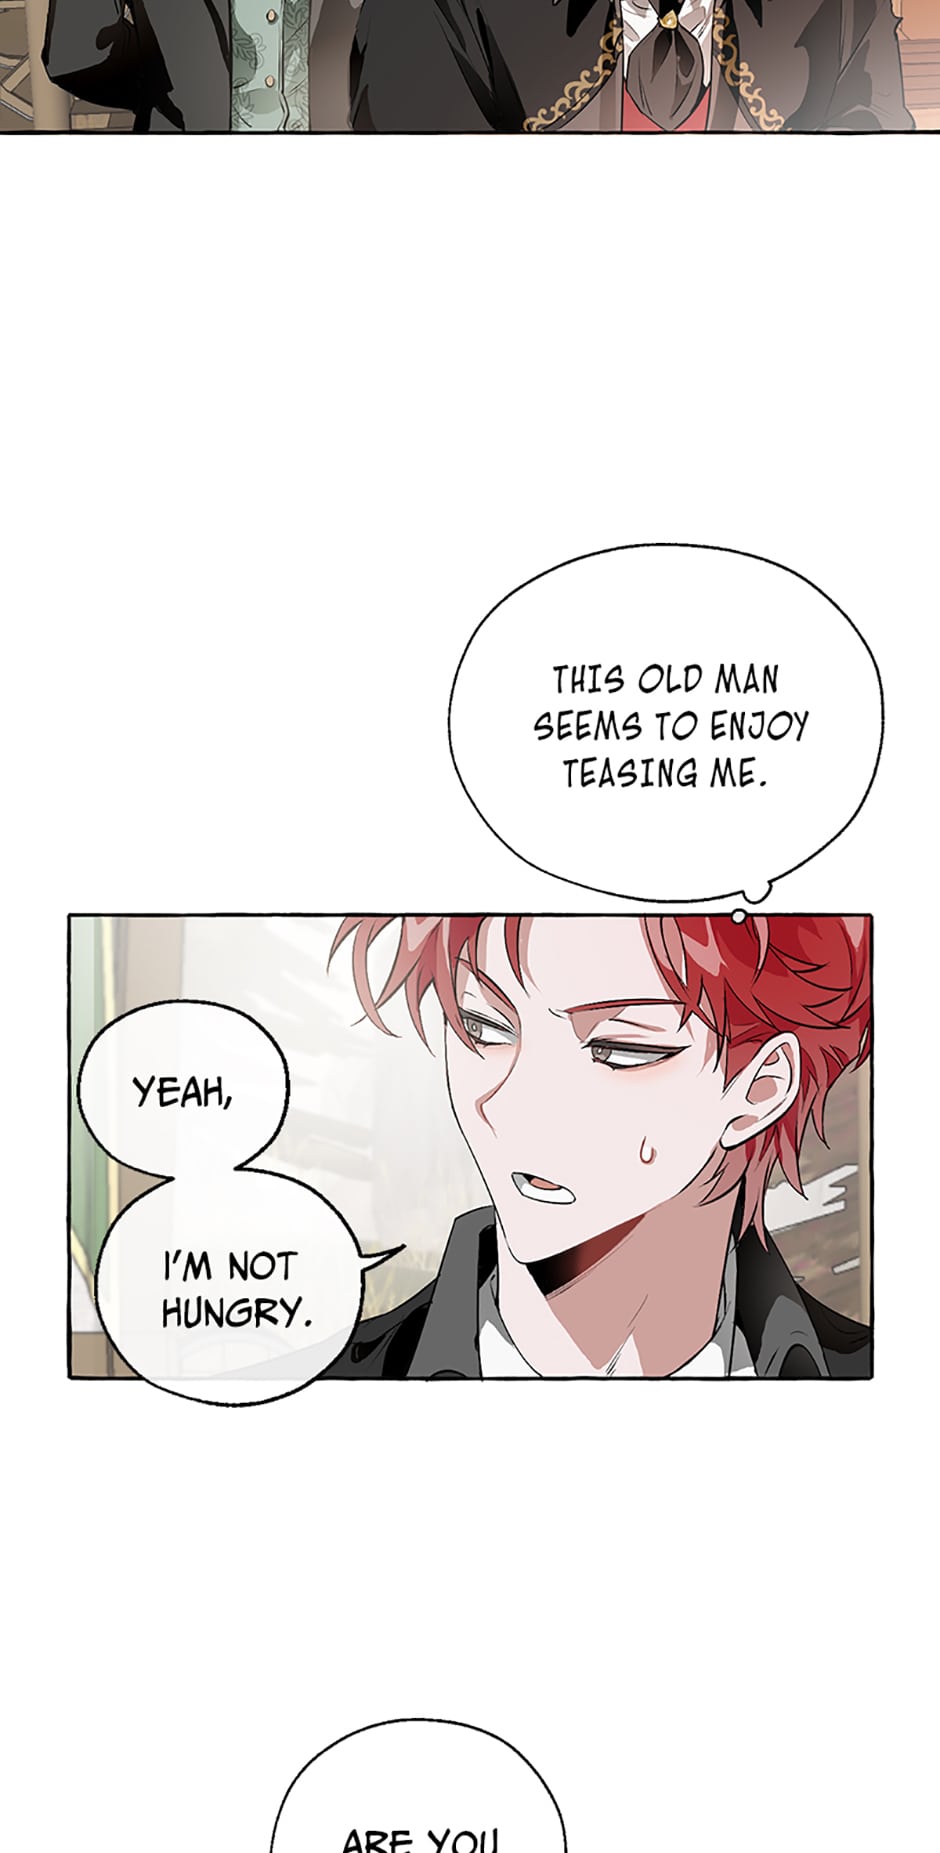 THIS OLD MAN
SEEMS TO ENJOY
TEASING ME.
YEAH,
I'M NOT
HUNGRY.
ARE YOU